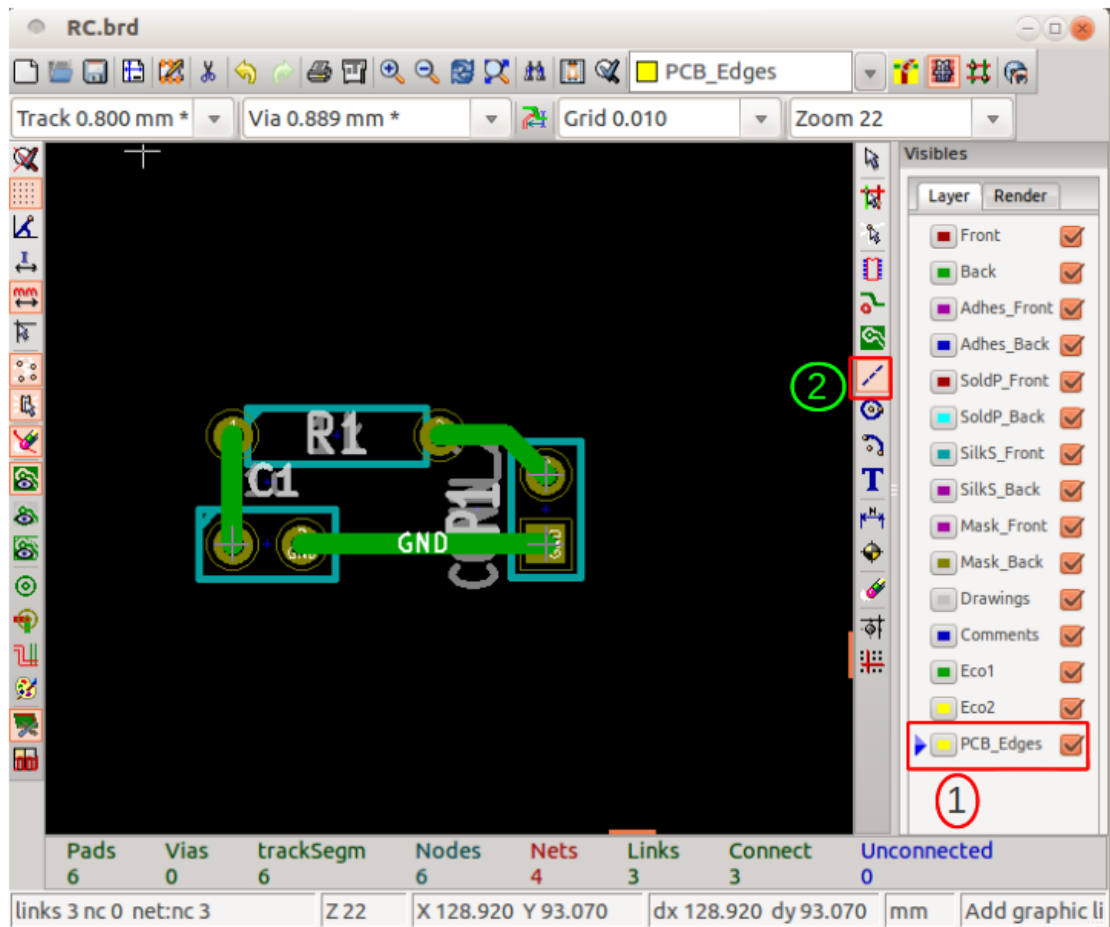 RC.brd
PCB_Edges
Track 0.800 mm * Via 0.889 mm * Grid 0.010 Zoom 22
Visibles
Layer Render
Front
Back
Adhes_Front
Adhes_Back
SoldP_Front
SoldP_Back
SilkS_Front
SilkS_Back
Mask_Front
Mask_Back
Drawings
Comments
Eco1
Eco2
PCB_Edges
1
2
T
N
I
mm
R1
C1
GND
GND
GND
Pads Vias trackSegm Nodes Nets Links Connect Unconnected
6 0 6 6 4 3 3 0
links 3 nc 0 net:nc 3 Z 22 X 128.920 Y 93.070 dx 128.920 dy 93.070 mm Add graphic li